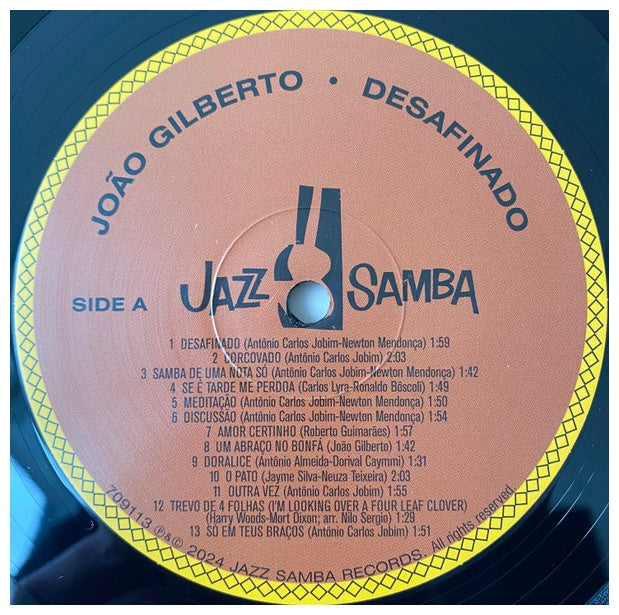 JOÃO GILBERTO • DESAFINADO
JAZZ SAMBA
SIDE A
1 DESAFINADO (Antônio Carlos Jobim-Newton Mendonça) 1:59
2 CORCOVADO (Antônio Carlos Jobim) 2:03
3 SAMBA DE UMA NOTA SÓ (Antônio Carlos Jobim-Newton Mendonça) 1:42
4 SE É TARDE ME PERDOA (Carlos Lyra-Ronaldo Bôscoli) 1:49
5 MEDITAÇÃO (Antônio Carlos Jobim-Newton Mendonça) 1:50
6 DISCUSSÃO (Antônio Carlos Jobim-Newton Mendonça) 1:54
7 AMOR CERTINHO (Roberto Guimarães) 1:57
8 UM ABRAÇO NO BONFÁ (João Gilberto) 1:42
9 DORALICE (Antônio Almeida-Dorival Caymmi) 1:31
10 O PATO (Jayme Silva-Neuza Teixeira) 2:03
11 OUTRA VEZ (Antônio Carlos Jobim) 1:55
12 TREVO DE 4 FOLHAS (I'M LOOKING OVER A FOUR LEAF CLOVER)
(Harry Woods-Mort Dixon; arr. Nilo Sergio) 1:29
13 SÓ EM TEUS BRAÇOS (Antônio Carlos Jobim) 1:51
709113 ℗&© 2024 JAZZ SAMBA RECORDS. All rights reserved.